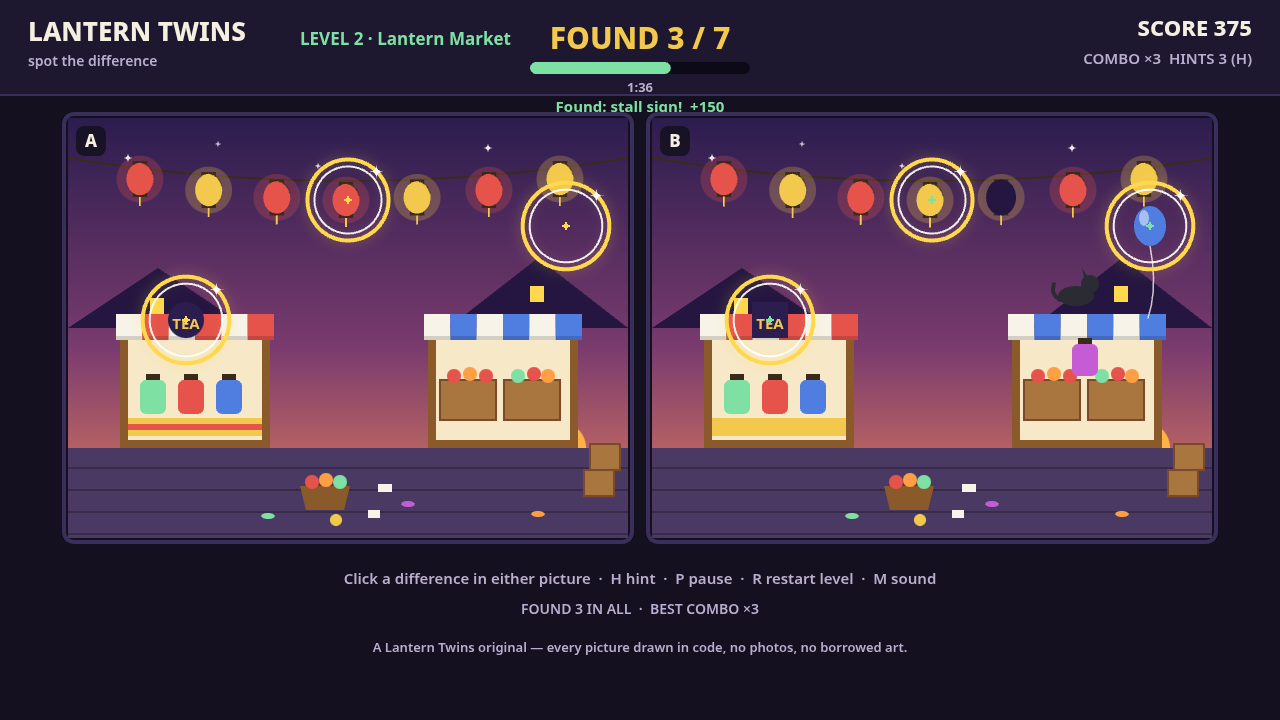 LANTERN TWINS
spot the difference
LEVEL 2 · Lantern Market
FOUND 3 / 7
1:36
SCORE 375
COMBO ×3 HINTS 3 (H)
Found: stall sign! +150
A
B
TEA
TEA
Click a difference in either picture · H hint · P pause · R restart level · M sound
FOUND 3 IN ALL · BEST COMBO ×3
A Lantern Twins original — every picture drawn in code, no photos, no borrowed art.